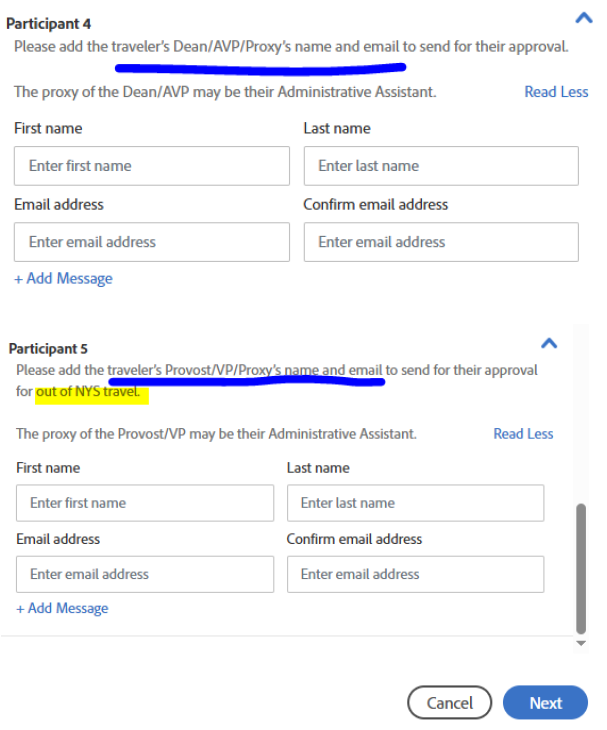 Participant 4
Please add the traveler's Dean/AVP/Proxy's name and email to send for their approval.
The proxy of the Dean/AVP may be their Administrative Assistant. Read Less
First name Last name
Enter first name Enter last name
Email address Confirm email address
Enter email address Enter email address
+ Add Message
Participant 5
Please add the traveler's Provost/VP/Proxy's name and email to send for their approval
for out of NYS travel.
The proxy of the Provost/VP may be their Administrative Assistant. Read Less
First name Last name
Enter first name Enter last name
Email address Confirm email address
Enter email address Enter email address
+ Add Message
Cancel Next